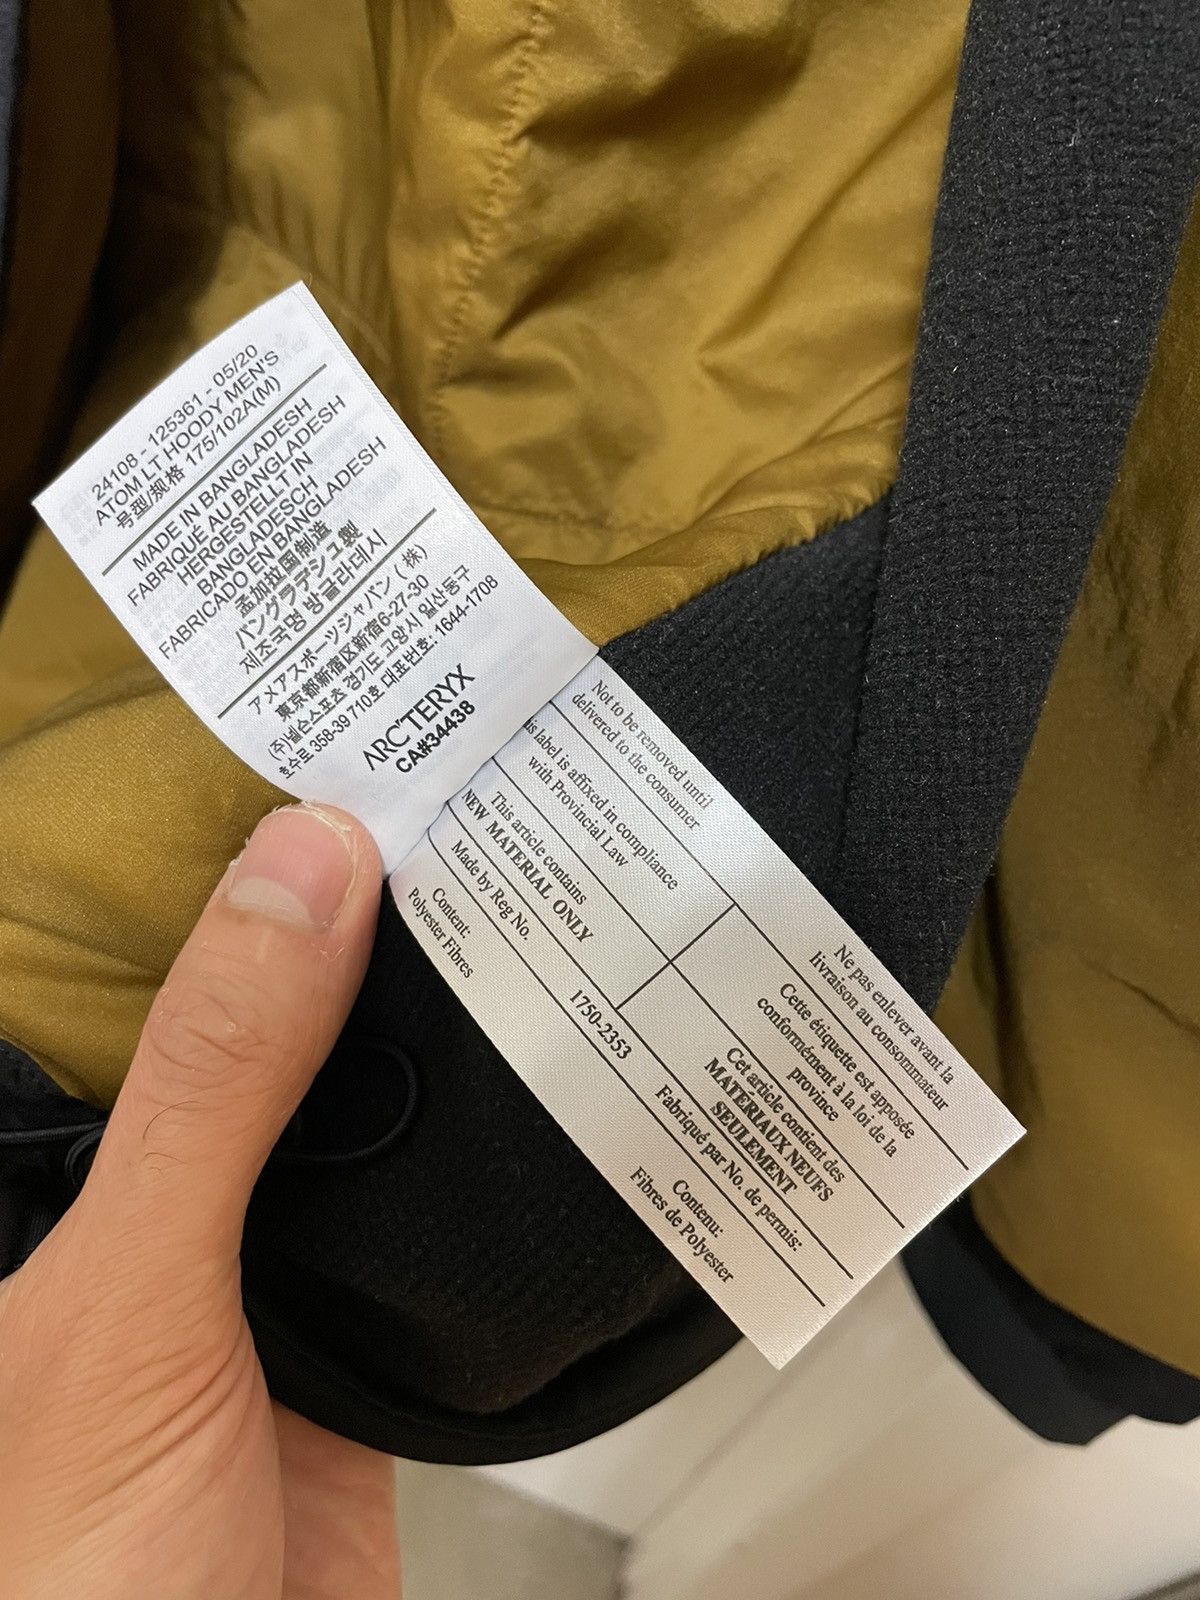 24108 - 125361 - 05/20
ATOM LT HOODY MEN'S
号型/规格 175/102A(M)
MADE IN BANGLADESH
FABRIQUÉ AU BANGLADESH
HERGESTELLT IN
BANGLADESCH
FABRICADO EN BANGLADESH
孟加拉国制造
バングラデシュ製
제조국명 방글라데시
アメアスポーツジャパン(株)
東京都新宿区新宿6-27-30
(주)넬슨스포츠 경기도 고양시 일산동구
호수로 358-39 710호 대표번호: 1644-1708
ARC'TERYX
CA#34438
Not to be removed until
delivered to the consumer
is label is affixed in compliance
with Provincial Law
This article contains
NEW MATERIAL ONLY
Made by Reg No.
1750-2353
Content:
Polyester Fibres
Ne pas enlever avant la
livraison au consommateur
Cette étiquette est apposée
conformément à la loi de la
province
Cet article contient des
MATÉRIAUX NEUFS
SEULEMENT
Fabriqué par No. de permis:
Contenu:
Fibres de Polyester